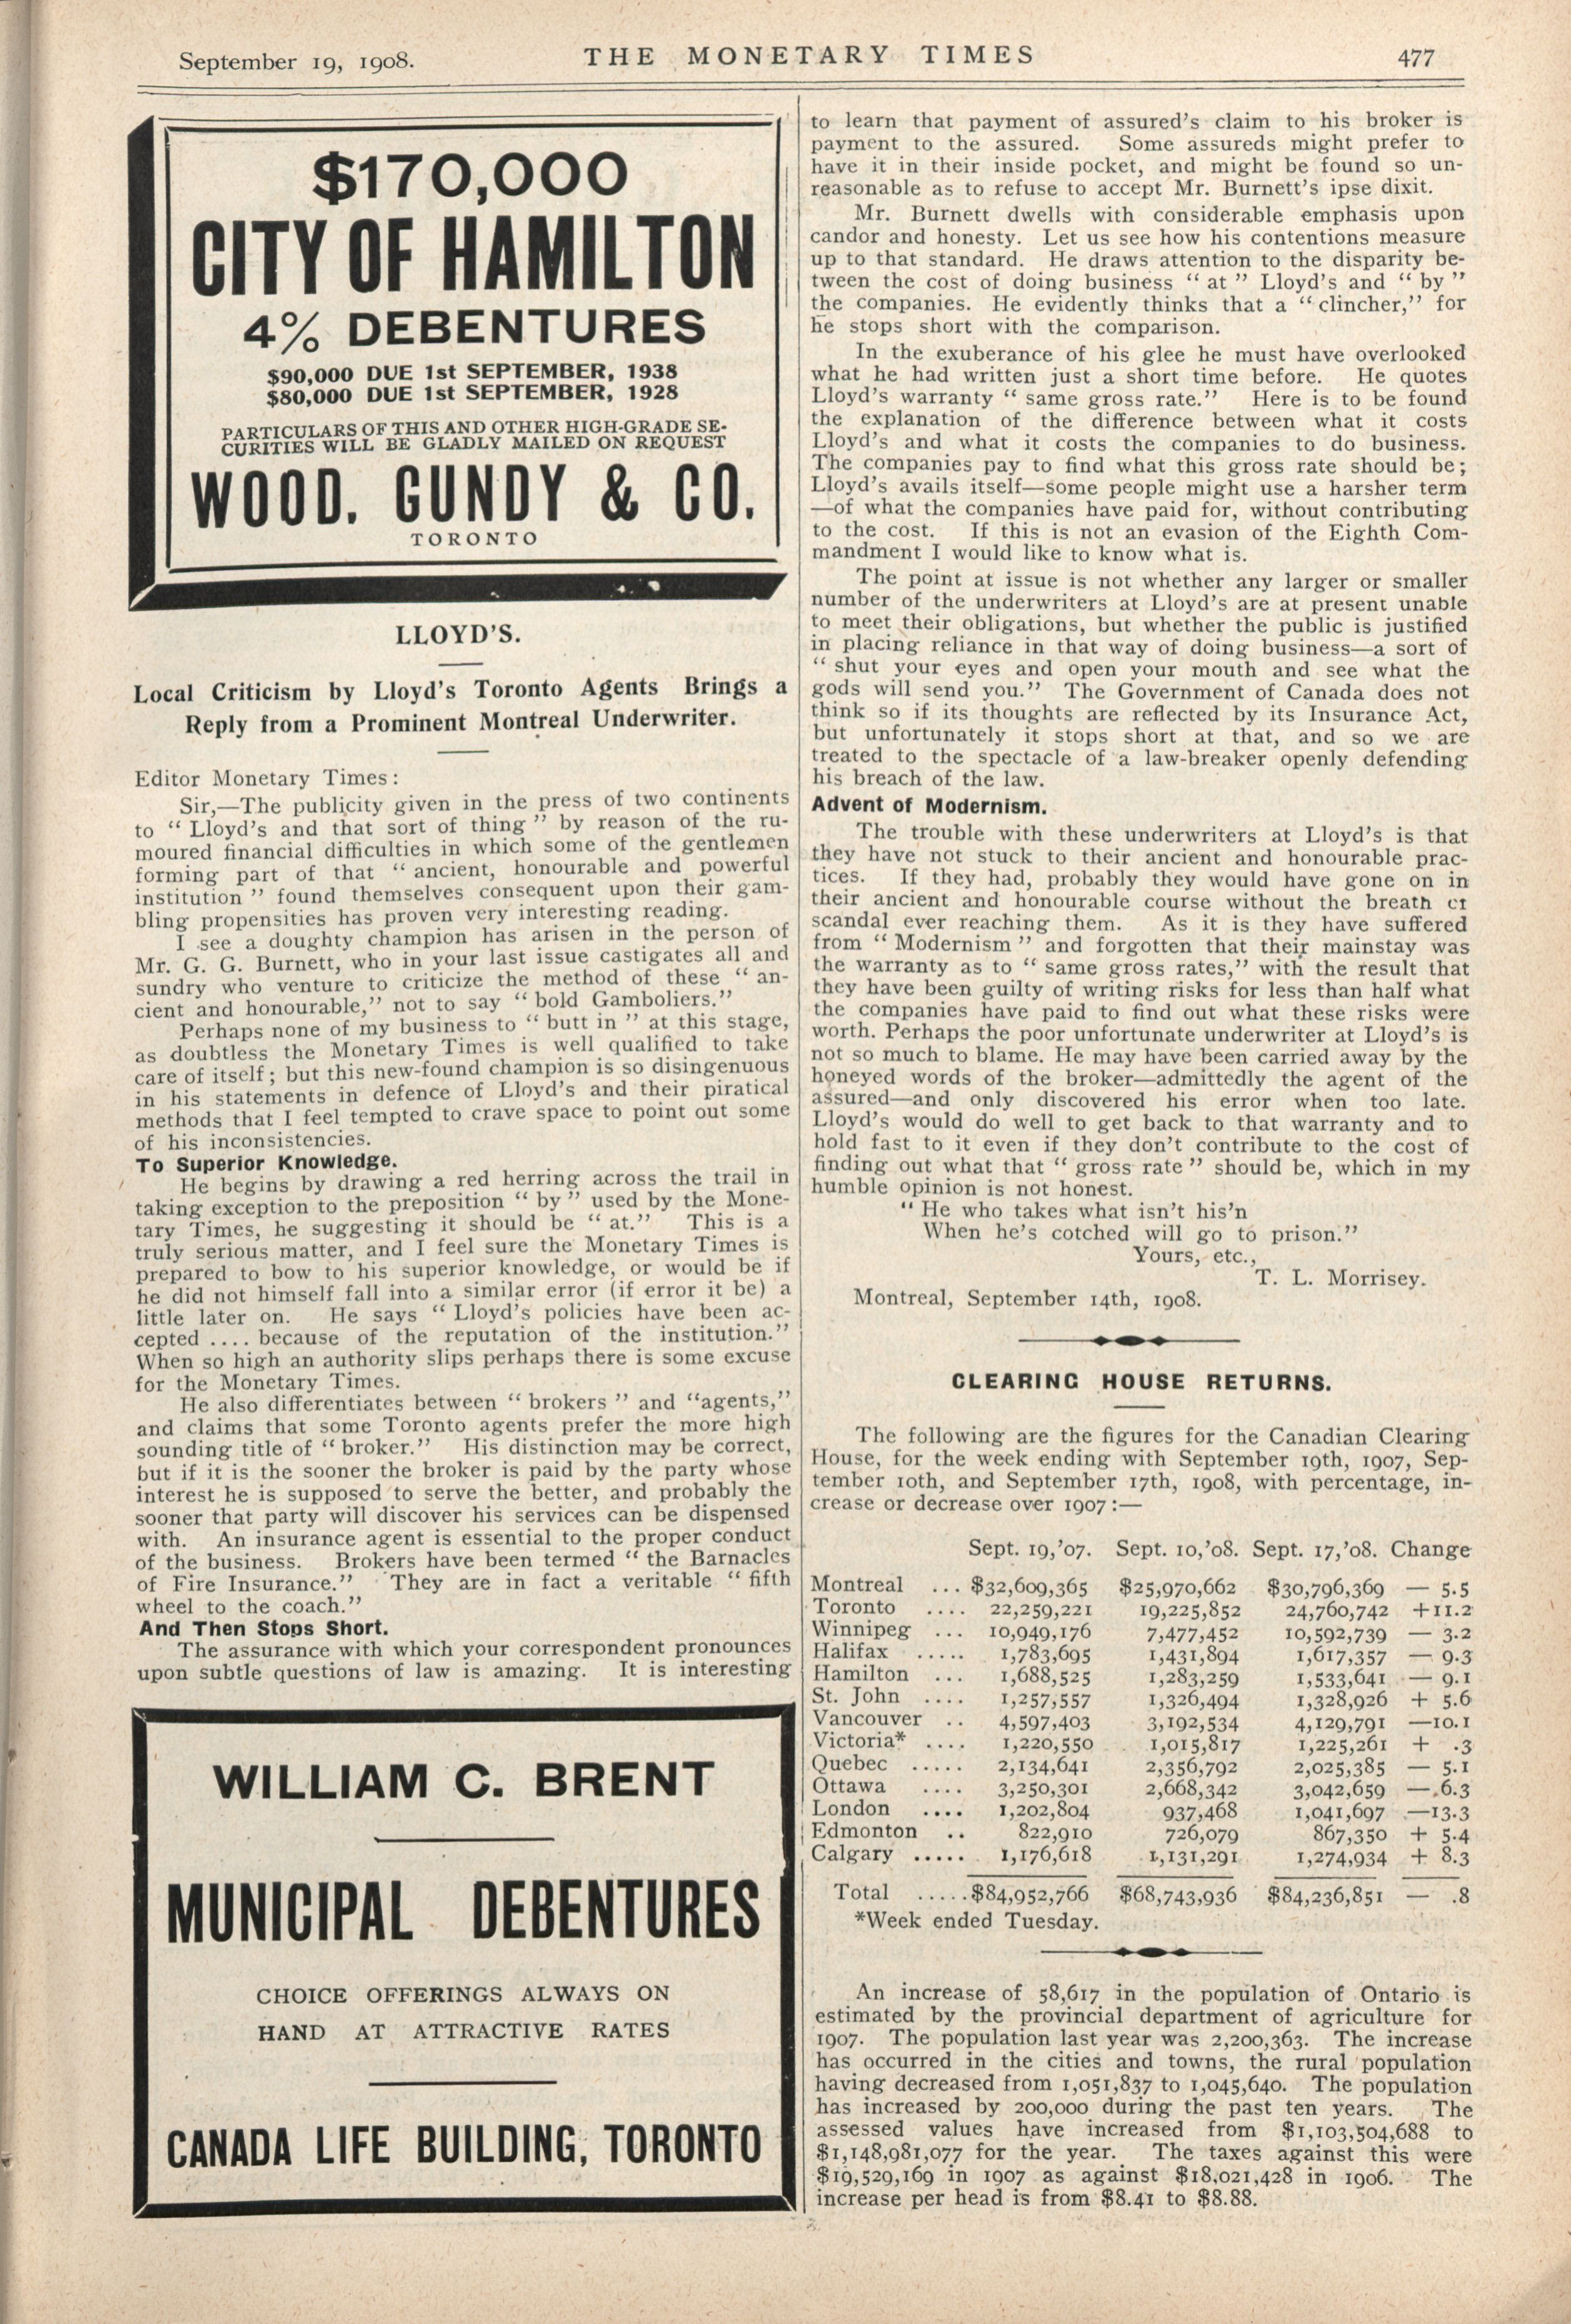 September 19, 1908.
THE MONETARY TIMES
477
$170,000
CITY OF HAMILTON
4% DEBENTURES
$90,000 DUE 1st SEPTEMBER, 1938
$80,000 DUE 1st SEPTEMBER, 1928
PARTICULARS OF THIS AND OTHER HIGH-GRADE SE-
CURITIES WILL BE GLADLY MAILED ON REQUEST
WOOD, GUNDY & CO.
TORONTO
LLOYD'S.
Local Criticism by Lloyd's Toronto Agents Brings a
Reply from a Prominent Montreal Underwriter.
Editor Monetary Times:
Sir,—The publicity given in the press of two continents
to "Lloyd's and that sort of thing" by reason of the ru-
moured financial difficulties in which some of the gentlemen
forming part of that "ancient, honourable and powerful
institution" found themselves consequent upon their gam-
bling propensities has proven very interesting reading.
I see a doughty champion has arisen in the person of
Mr. G. G. Burnett, who in your last issue castigates all and
sundry who venture to criticize the method of these "an-
cient and honourable," not to say "bold Gamboliers."
Perhaps none of my business to "butt in" at this stage,
as doubtless the Monetary Times is well qualified to take
care of itself; but this new-found champion is so disingenuous
in his statements in defence of Lloyd's and their piratical
methods that I feel tempted to crave space to point out some
of his inconsistencies.
To Superior Knowledge.
He begins by drawing a red herring across the trail in
taking exception to the preposition "by" used by the Mone-
tary Times, he suggesting it should be "at." This is a
truly serious matter, and I feel sure the Monetary Times is
prepared to bow to his superior knowledge, or would be if
he did not himself fall into a similar error (if error it be) a
little later on. He says "Lloyd's policies have been ac-
cepted .... because of the reputation of the institution."
When so high an authority slips perhaps there is some excuse
for the Monetary Times.
He also differentiates between "brokers" and "agents,"
and claims that some Toronto agents prefer the more high
sounding title of "broker." His distinction may be correct,
but if it is the sooner the broker is paid by the party whose
interest he is supposed to serve the better, and probably the
sooner that party will discover his services can be dispensed
with. An insurance agent is essential to the proper conduct
of the business. Brokers have been termed "the Barnacles
of Fire Insurance." They are in fact a veritable "fifth
wheel to the coach."
And Then Stops Short.
The assurance with which your correspondent pronounces
upon subtle questions of law is amazing. It is interesting
WILLIAM C. BRENT
MUNICIPAL DEBENTURES
CHOICE OFFERINGS ALWAYS ON
HAND AT ATTRACTIVE RATES
CANADA LIFE BUILDING, TORONTO
to learn that payment of assured's claim to his broker is
payment to the assured. Some assureds might prefer to
have it in their inside pocket, and might be found so un-
reasonable as to refuse to accept Mr. Burnett's ipse dixit.
Mr. Burnett dwells with considerable emphasis upon
candor and honesty. Let us see how his contentions measure
up to that standard. He draws attention to the disparity be-
tween the cost of doing business "at" Lloyd's and "by"
the companies. He evidently thinks that a "clincher," for
he stops short with the comparison.
In the exuberance of his glee he must have overlooked
what he had written just a short time before. He quotes
Lloyd's warranty "same gross rate." Here is to be found
the explanation of the difference between what it costs
Lloyd's and what it costs the companies to do business.
The companies pay to find what this gross rate should be;
Lloyd's avails itself—some people might use a harsher term
—of what the companies have paid for, without contributing
to the cost. If this is not an evasion of the Eighth Com-
mandment I would like to know what is.
The point at issue is not whether any larger or smaller
number of the underwriters at Lloyd's are at present unable
to meet their obligations, but whether the public is justified
in placing reliance in that way of doing business—a sort of
"shut your eyes and open your mouth and see what the
gods will send you." The Government of Canada does not
think so if its thoughts are reflected by its Insurance Act,
but unfortunately it stops short at that, and so we are
treated to the spectacle of a law-breaker openly defending
his breach of the law.
Advent of Modernism.
The trouble with these underwriters at Lloyd's is that
they have not stuck to their ancient and honourable prac-
tices. If they had, probably they would have gone on in
their ancient and honourable course without the breath of
scandal ever reaching them. As it is they have suffered
from "Modernism" and forgotten that their mainstay was
the warranty as to "same gross rates," with the result that
they have been guilty of writing risks for less than half what
the companies have paid to find out what these risks were
worth. Perhaps the poor unfortunate underwriter at Lloyd's is
not so much to blame. He may have been carried away by the
honeyed words of the broker—admittedly the agent of the
assured—and only discovered his error when too late.
Lloyd's would do well to get back to that warranty and to
hold fast to it even if they don't contribute to the cost of
finding out what that "gross rate" should be, which in my
humble opinion is not honest.
"He who takes what isn't his'n
When he's cotched will go to prison."
Yours, etc.,
T. L. Morrisey.
Montreal, September 14th, 1908.
CLEARING HOUSE RETURNS.
The following are the figures for the Canadian Clearing
House, for the week ending with September 19th, 1907, Sep-
tember 10th, and September 17th, 1908, with percentage, in-
crease or decrease over 1907:—
Sept. 19,'07. Sept. 10,'08. Sept. 17,'08. Change
Montreal ... $32,609,365 $25,970,662 $30,796,369 — 5.5
Toronto .... 22,259,221 19,225,852 24,760,742 +11.2
Winnipeg ... 10,949,176 7,477,452 10,592,739 — 3.2
Halifax ..... 1,783,695 1,431,894 1,617,357 — 9.3
Hamilton ... 1,688,525 1,283,259 1,533,641 — 9.1
St. John .... 1,257,557 1,326,494 1,328,926 + 5.6
Vancouver .. 4,597,403 3,192,534 4,129,791 —10.1
Victoria* .... 1,220,550 1,015,817 1,225,261 + .3
Quebec ..... 2,134,641 2,356,792 2,025,385 — 5.1
Ottawa .... 3,250,301 2,668,342 3,042,659 — 6.3
London .... 1,202,804 937,468 1,041,697 —13.3
Edmonton .. 822,910 726,079 867,350 + 5.4
Calgary ..... 1,176,618 1,131,291 1,274,934 + 8.3
Total .....$84,952,766 $68,743,936 $84,236,851 — .8
*Week ended Tuesday.
An increase of 58,617 in the population of Ontario is
estimated by the provincial department of agriculture for
1907. The population last year was 2,200,363. The increase
has occurred in the cities and towns, the rural population
having decreased from 1,051,837 to 1,045,640. The population
has increased by 200,000 during the past ten years. The
assessed values have increased from $1,103,504,688 to
$1,148,981,077 for the year. The taxes against this were
$19,529,169 in 1907 as against $18,021,428 in 1906. The
increase per head is from $8.41 to $8.88.